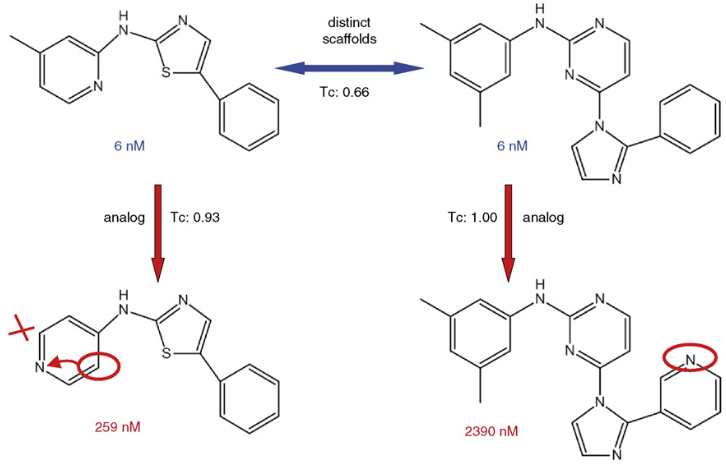 H
N
N
S
N
6 nM
distinct
scaffolds
Tc: 0.66
H
N
N
N
N
N
6 nM
analog
Tc: 0.93
Tc: 1.00
analog
H
N
N
S
N
259 nM
H
N
N
N
N
N
N
2390 nM